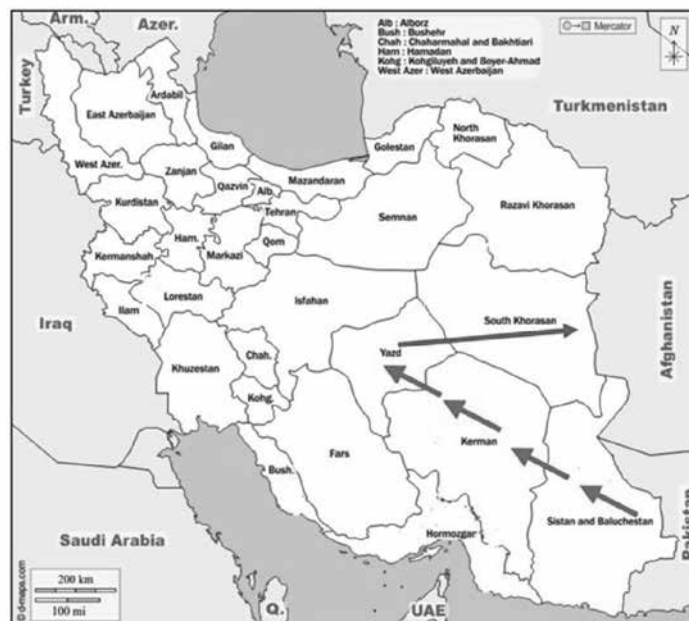 Arm.
Azer.
Alb : Alborz
Bush : Bushehr
Chah : Chaharmahal and Bakhtiari
Ham : Hamadan
Kohg : Kohgiluyeh and Boyer-Ahmad
West Azer : West Azerbaijan
Mercator
N
Turkey
Turkmenistan
Ardabil
East Azerbaijan
North
Khorasan
Gilan
Golestan
West Azer.
Zanjan
Qazvin
Alb.
Mazandaran
Razavi Khorasan
Kurdistan
Tehran
Semnan
Ham.
Qom
Kermanshah
Markazi
Lorestan
Isfahan
Ilam
South Khorasan
Iraq
Afghanistan
Yazd
Chah.
Khuzestan
Kohg.
Kerman
Fars
Bush.
Sistan and Baluchestan
Pakistan
Hormozgan
Saudi Arabia
200 km
100 mi
Q.
UAE
© d-maps.com